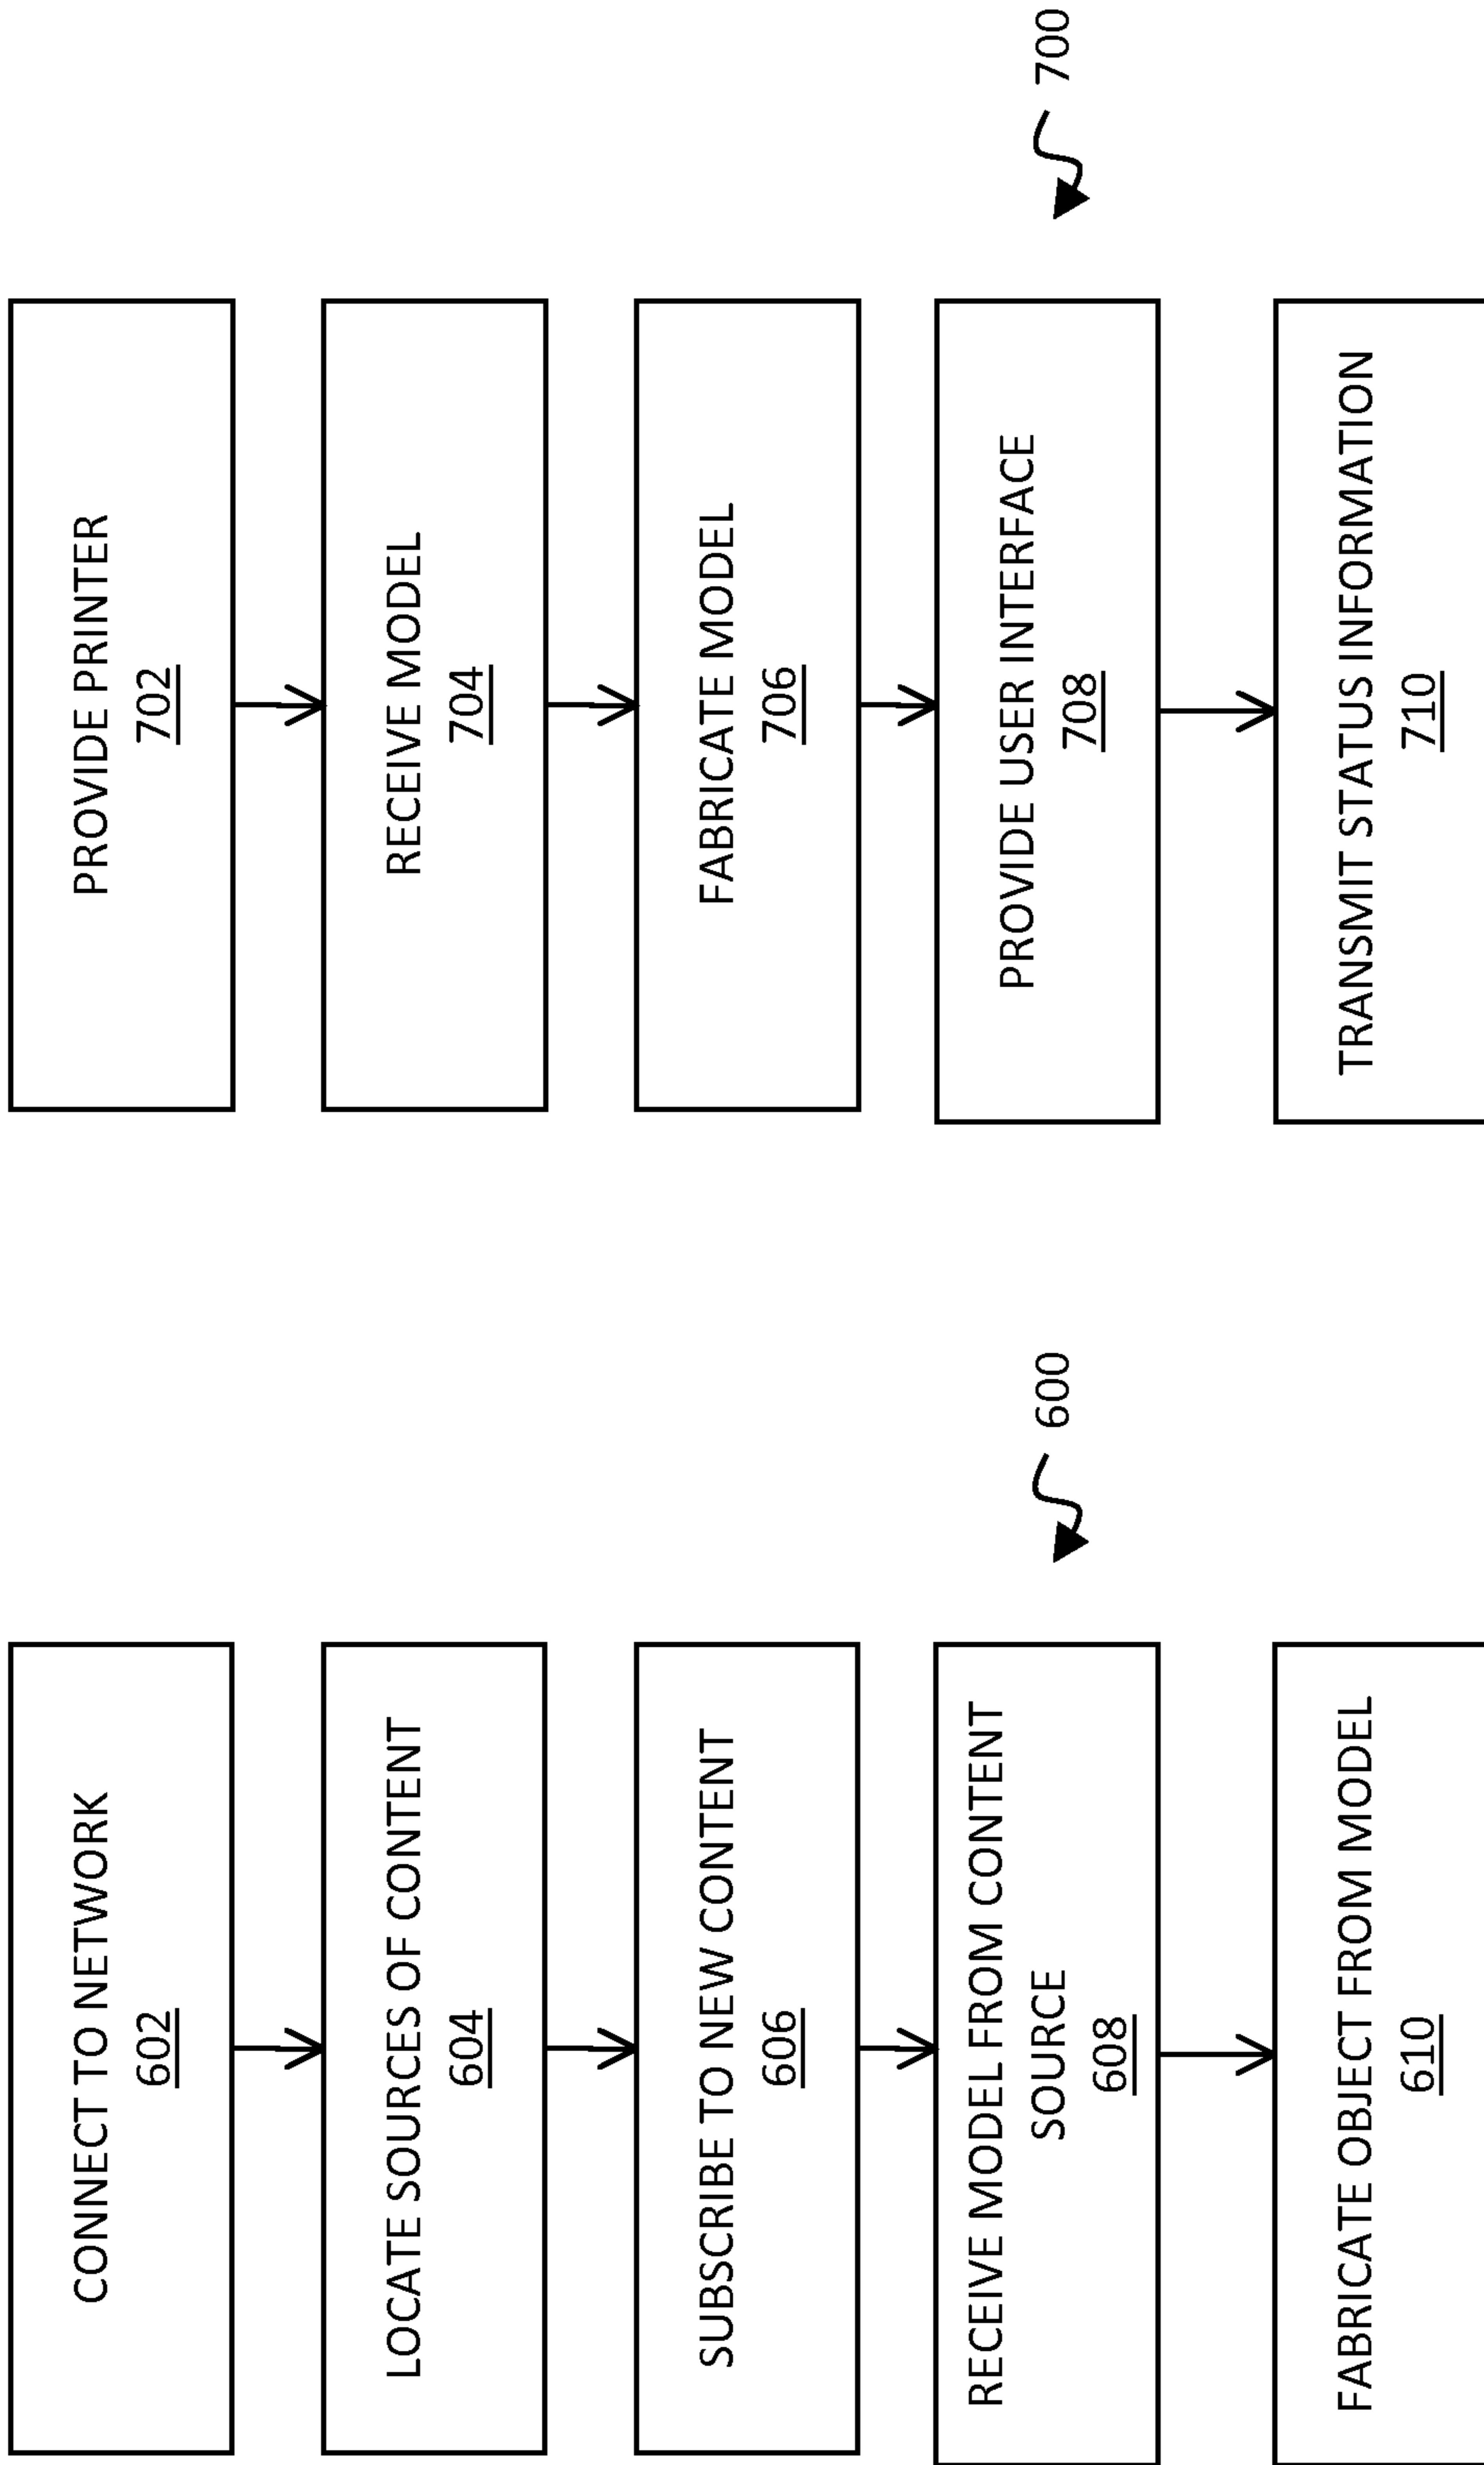 CONNECT TO NETWORK
602
LOCATE SOURCES OF CONTENT
604
SUBSCRIBE TO NEW CONTENT
606
RECEIVE MODEL FROM CONTENT
SOURCE
608
FABRICATE OBJECT FROM MODEL
610
600
PROVIDE PRINTER
702
RECEIVE MODEL
704
FABRICATE MODEL
706
PROVIDE USER INTERFACE
708
TRANSMIT STATUS INFORMATION
710
700